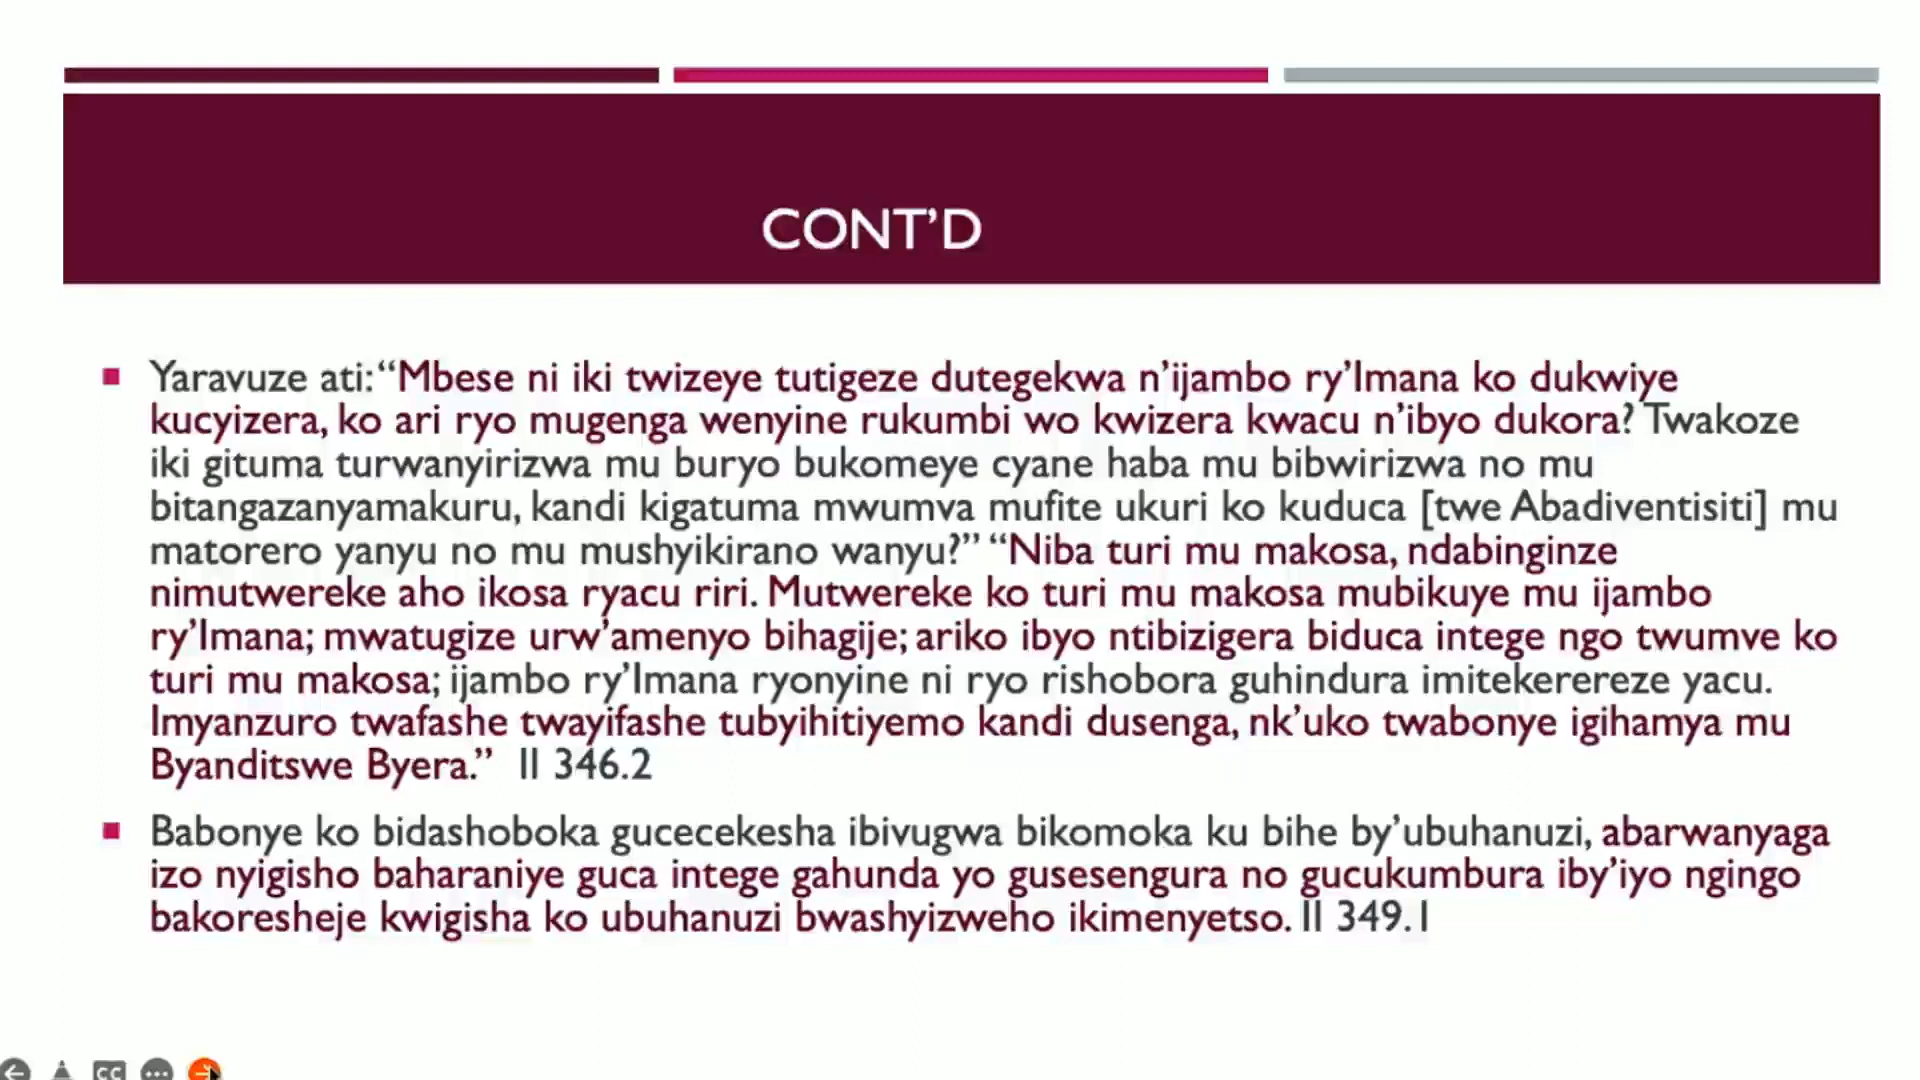 CONT’D
Yaravuze ati: “Mbese ni iki twizeye tutigeze dutegekwa n’ijambo ry’Imana ko dukwiye
kucyizera, ko ari ryo mugenga wenyine rukumbi wo kwizera kwacu n’ibyo dukora? Twakoze
iki gituma turwanyirizwa mu buryo bukomeye cyane haba mu bibwirizwa no mu
bitangazanyamakuru, kandi kigatuma mwumva mufite ukuri ko kuduca [twe Abadiventisiti] mu
matorero yanyu no mu mushyikirano wanyu?” “Niba turi mu makosa, ndabinginze
nimutwereke aho ikosa ryacu riri. Mutwereke ko turi mu makosa mubikuye mu ijambo
ry’Imana; mwatugize urw’amenyo bihagije; ariko ibyo ntibizigera biduca intege ngo twumve ko
turi mu makosa; ijambo ry’Imana ryonyine ni ryo rishobora guhindura imitekerereze yacu.
Imyanzuro twafashe twayifashe tubyihitiyemo kandi dusenga, nk’uko twabonye igihamya mu
Byanditswe Byera.” II 346.2
Babonye ko bidashoboka gucecekesha ibivugwa bikomoka ku bihe by’ubuhanuzi, abarwanyaga
izo nyigisho baharaniye guca intege gahunda yo gusesengura no gucukumbura iby’iyo ngingo
bakoresheje kwigisha ko ubuhanuzi bwashyizweho ikimenyetso. II 349.1
CC